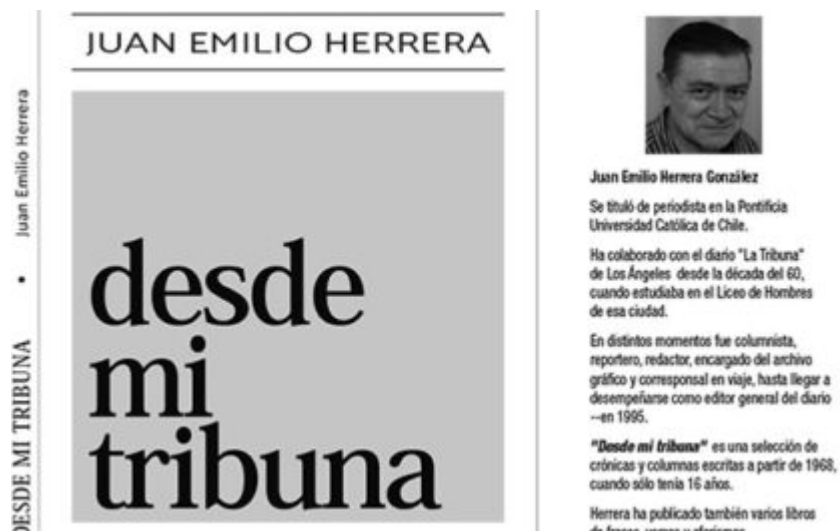 Juan Emilio Herrera
•
DESDE MI TRIBUNA
JUAN EMILIO HERRERA
desde
mi
tribuna
Juan Emilio Herrera González
Se tituló de periodista en la Pontificia
Universidad Católica de Chile.
Ha colaborado con el diario "La Tribuna"
de Los Ángeles desde la década del 60,
cuando estudiaba en el Liceo de Hombres
de esa ciudad.
En distintos momentos fue columnista,
reportero, redactor, encargado del archivo
gráfico y corresponsal en viaje, hasta llegar a
desempeñarse como editor general del diario
--en 1995.
"Desde mi tribuna" es una selección de
crónicas y columnas escritas a partir de 1968,
cuando sólo tenía 16 años.
Herrera ha publicado también varios libros